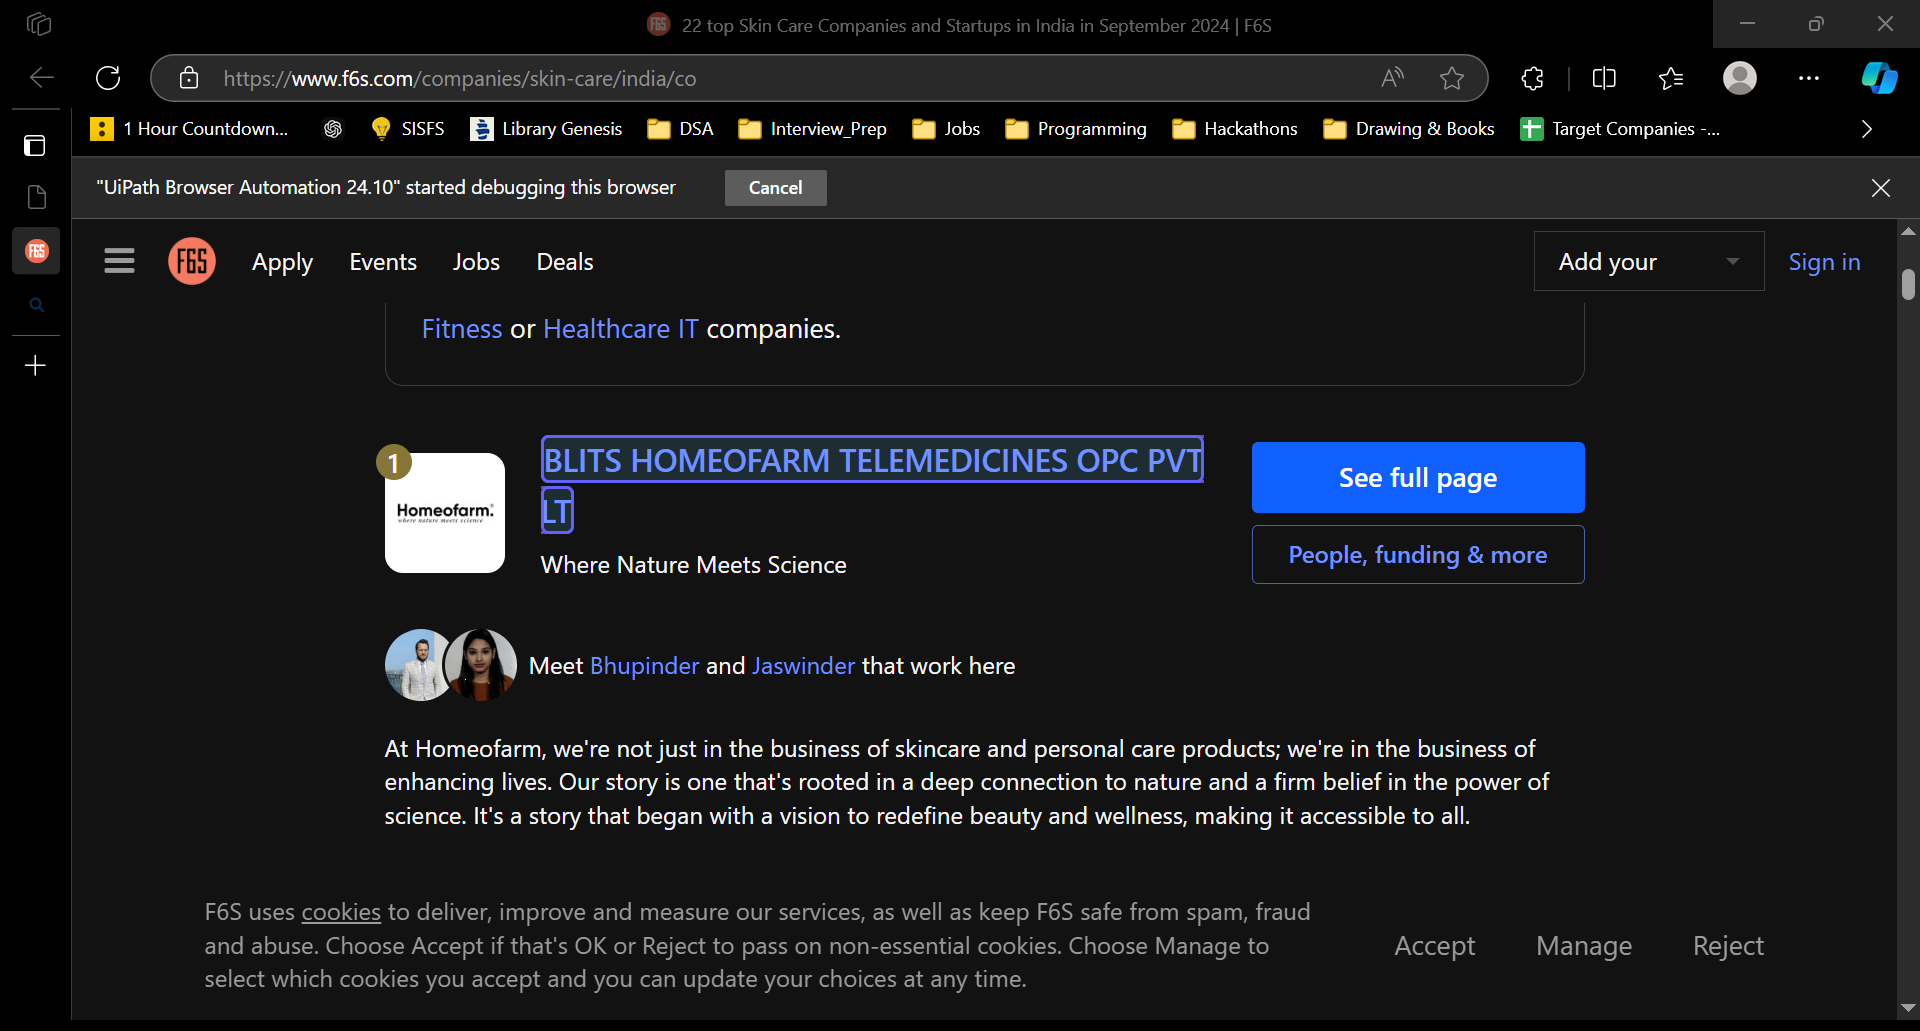 F6S 22 top Skin Care Companies and Startups in India in September 2024 | F6S
https://www.f6s.com/companies/skin-care/india/co
1 Hour Countdown... SISFS Library Genesis DSA Interview_Prep Jobs Programming Hackathons Drawing & Books Target Companies -...
"UiPath Browser Automation 24.10" started debugging this browser Cancel
F6S
F6S Apply Events Jobs Deals Add your Sign in
Fitness or Healthcare IT companies.
1
Homeofarm.
where nature meets science
BLITS HOMEOFARM TELEMEDICINES OPC PVT
LT
Where Nature Meets Science
See full page
People, funding & more
Meet Bhupinder and Jaswinder that work here
At Homeofarm, we're not just in the business of skincare and personal care products; we're in the business of
enhancing lives. Our story is one that's rooted in a deep connection to nature and a firm belief in the power of
science. It's a story that began with a vision to redefine beauty and wellness, making it accessible to all.
F6S uses cookies to deliver, improve and measure our services, as well as keep F6S safe from spam, fraud
and abuse. Choose Accept if that's OK or Reject to pass on non-essential cookies. Choose Manage to
select which cookies you accept and you can update your choices at any time.
Accept Manage Reject